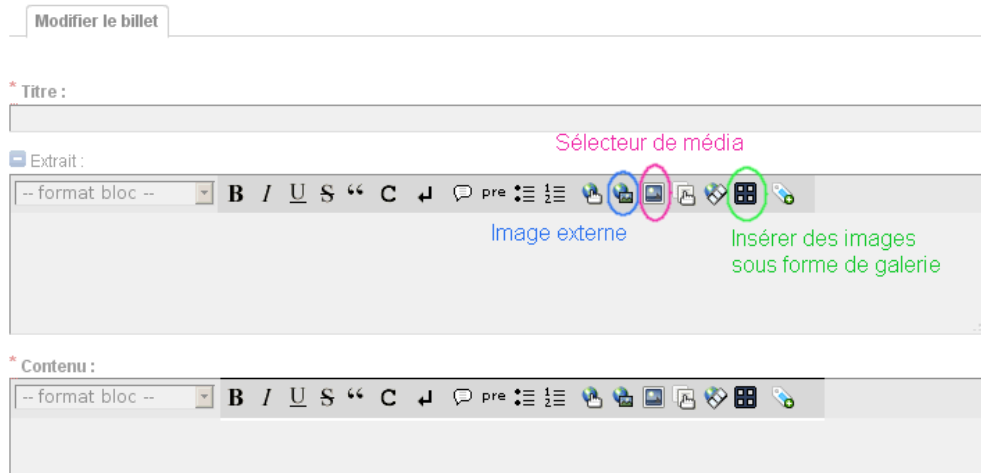 Modifier le billet
* Titre :
Sélecteur de média
Extrait :
-- format bloc -- B I U S “ C pre
Image externe
Insérer des images
sous forme de galerie
* Contenu :
-- format bloc -- B I U S “ C pre